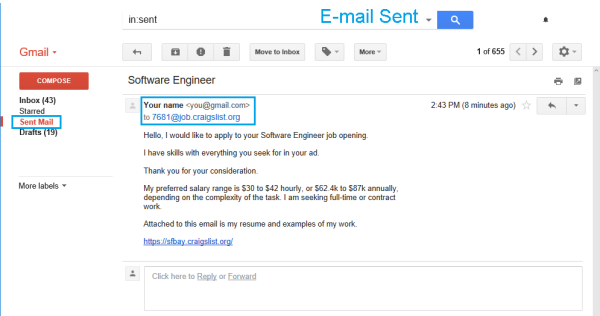 in:sent
E-mail Sent
Gmail
Move to Inbox
More
1 of 655
COMPOSE
Software Engineer
Inbox (43)
Starred
Sent Mail
Drafts (19)
More labels
Your name <you@gmail.com>
2:43 PM (8 minutes ago)
to 7681@job.craigslist.org
Hello, I would like to apply to your Software Engineer job opening.
I have skills with everything you seek for in your ad.
Thank you for your consideration.
My preferred salary range is $30 to $42 hourly, or $62.4k to $87k annually,
depending on the complexity of the task. I am seeking full-time or contract
work.
Attached to this email is my resume and examples of my work.
https://sfbay.craigslist.org/
Click here to Reply or Forward